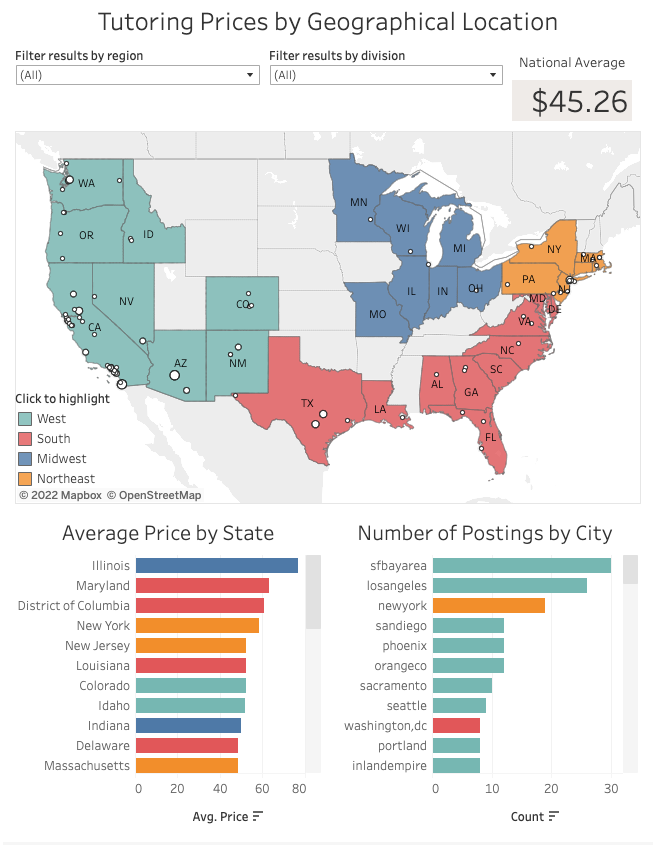 Tutoring Prices by Geographical Location
Filter results by region
Filter results by division
National Average
(All)
(All)
$45.26
WA
OR
ID
NV
CA
AZ
CO
NM
TX
LA
MN
WI
MI
IL
IN
OH
MO
NY
MA
PA
NJ
MD
DE
VA
NC
SC
AL
GA
FL
Click to highlight
West
South
Midwest
Northeast
© 2022 Mapbox © OpenStreetMap
Average Price by State
Illinois
Maryland
District of Columbia
New York
New Jersey
Louisiana
Colorado
Idaho
Indiana
Delaware
Massachusetts
0 20 40 60 80
Avg. Price
Number of Postings by City
sfbayarea
losangeles
newyork
sandiego
phoenix
orangeco
sacramento
seattle
washington,dc
portland
inlandempire
0 10 20 30
Count